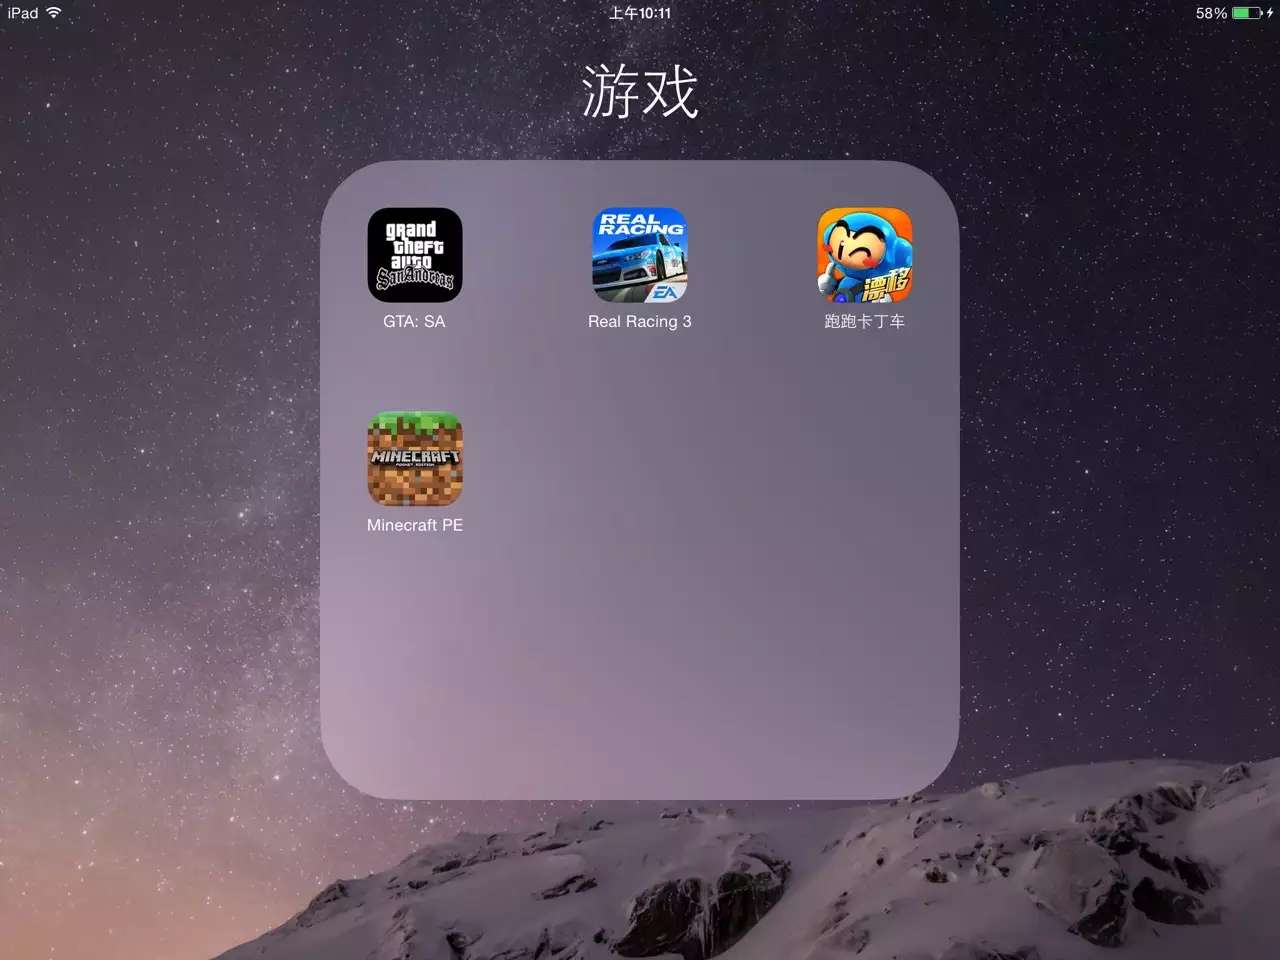 iPad
上午10:11
58%
游戏
grand
theft
auto
San Andreas
REAL
RACING
EA
漂移
GTA: SA
Real Racing 3
跑跑卡丁车
MINECRAFT
POCKET EDITION
Minecraft PE